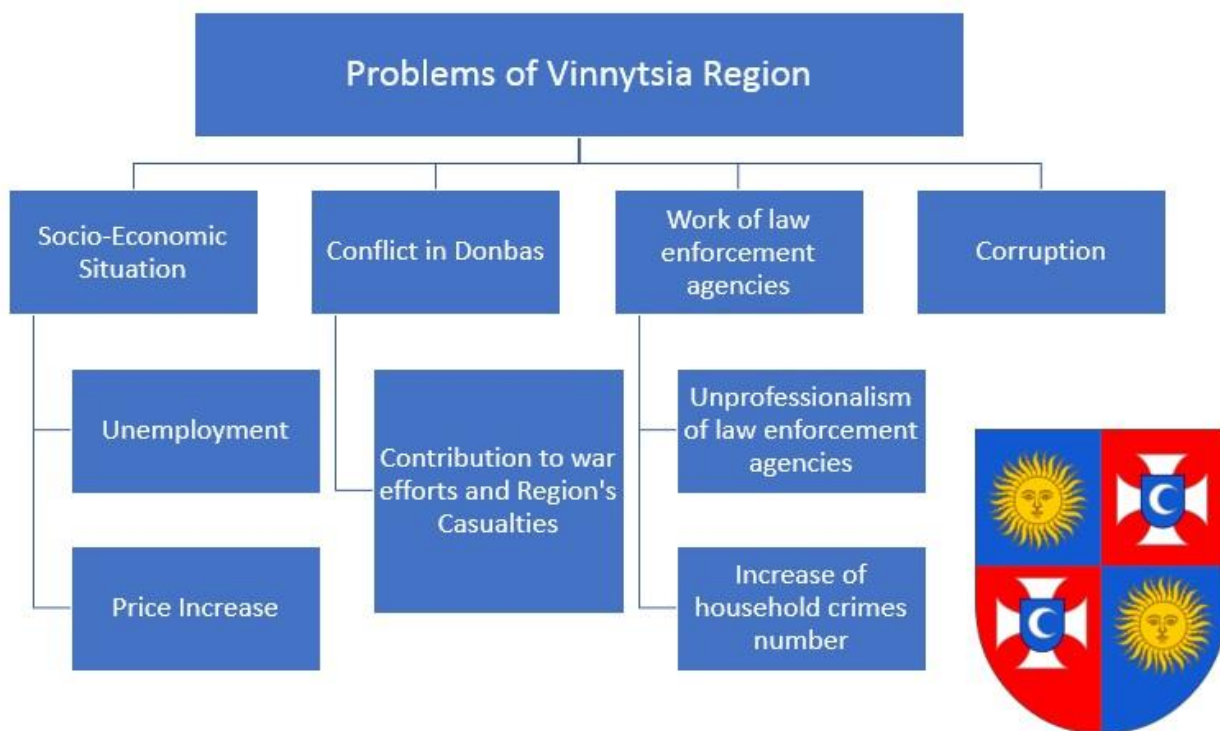 Problems of Vinnytsia Region
Socio-Economic
Situation
Conflict in Donbas
Work of law
enforcement
agencies
Corruption
Unemployment
Contribution to war
efforts and Region's
Casualties
Unprofessionalism
of law enforcement
agencies
Price Increase
Increase of
household crimes
number